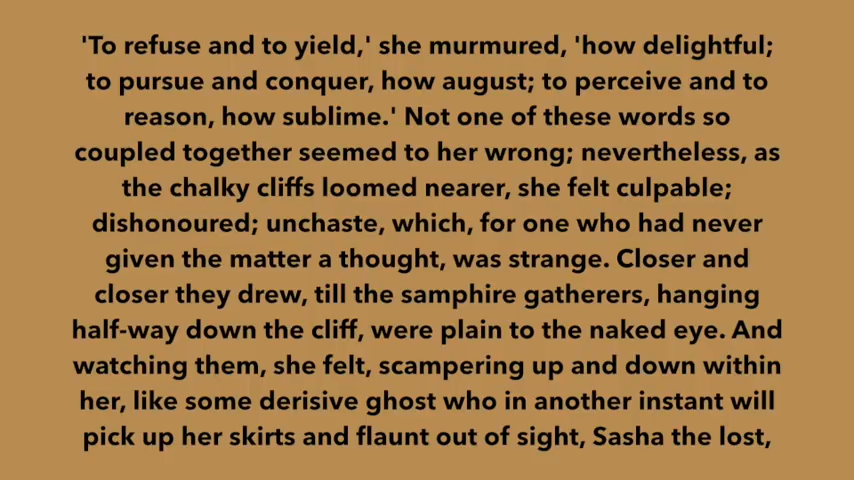 'To refuse and to yield,' she murmured, 'how delightful;
to pursue and conquer, how august; to perceive and to
reason, how sublime.' Not one of these words so
coupled together seemed to her wrong; nevertheless, as
the chalky cliffs loomed nearer, she felt culpable;
dishonoured; unchaste, which, for one who had never
given the matter a thought, was strange. Closer and
closer they drew, till the samphire gatherers, hanging
half-way down the cliff, were plain to the naked eye. And
watching them, she felt, scampering up and down within
her, like some derisive ghost who in another instant will
pick up her skirts and flaunt out of sight, Sasha the lost,